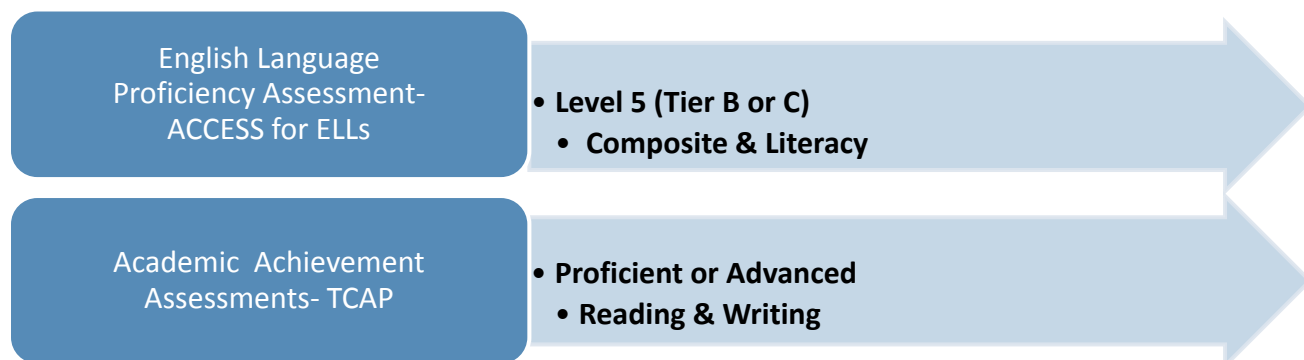 English Language
Proficiency Assessment-
ACCESS for ELLs
• Level 5 (Tier B or C)
• Composite & Literacy
Academic Achievement
Assessments- TCAP
• Proficient or Advanced
• Reading & Writing